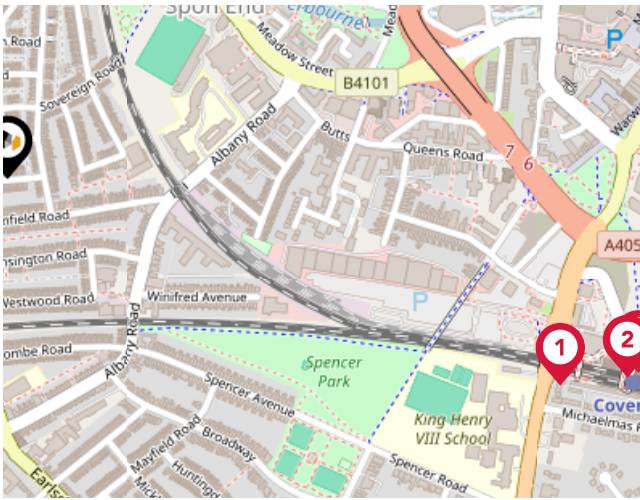 Spon End
Meadow Street
B4101
P
Road
Sovereign Road
Albany Road
Butts
Queens Road
7
6
nfield Road
A405
nsington Road
Westwood Road
Winifred Avenue
P
1
2
ombe Road
Albany Road
Spencer
Park
Spencer Avenue
King Henry
VIII School
Coven
Michaelmas R
Mayfield Road
Broadway
Spencer Road
Earls
Hunting